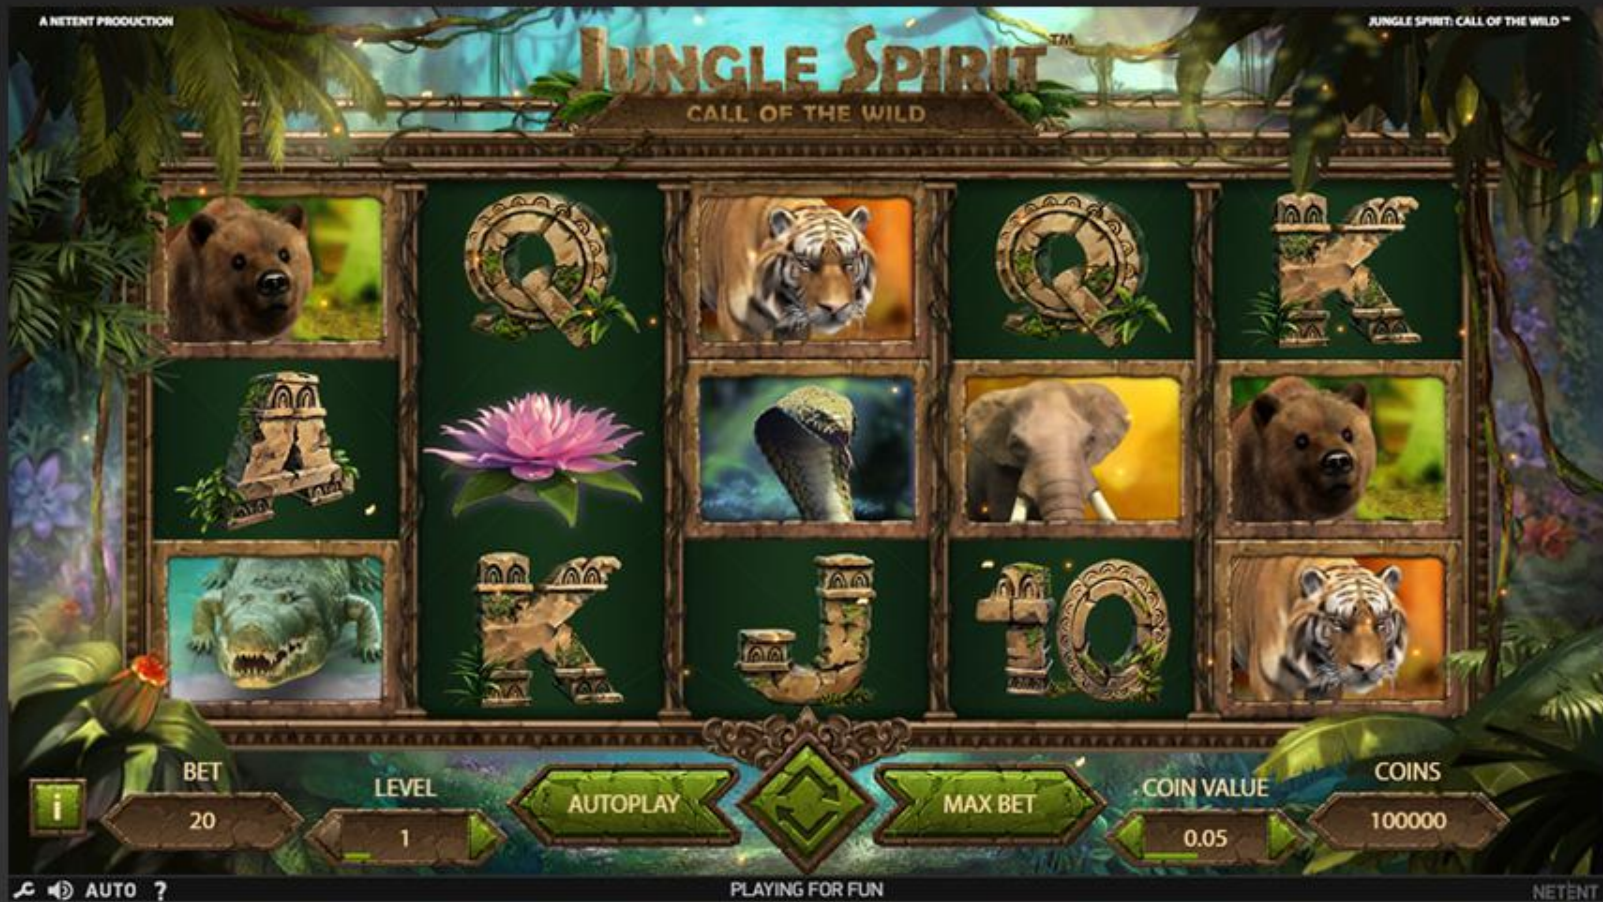 A NETENT PRODUCTION
JUNGLE SPIRIT: CALL OF THE WILD™
JUNGLE SPIRIT™
CALL OF THE WILD
Q Q K
A
K J 10
BET
20
LEVEL
1
AUTOPLAY
MAX BET
COIN VALUE
0.05
COINS
100000
i
AUTO ?
PLAYING FOR FUN
NETENT